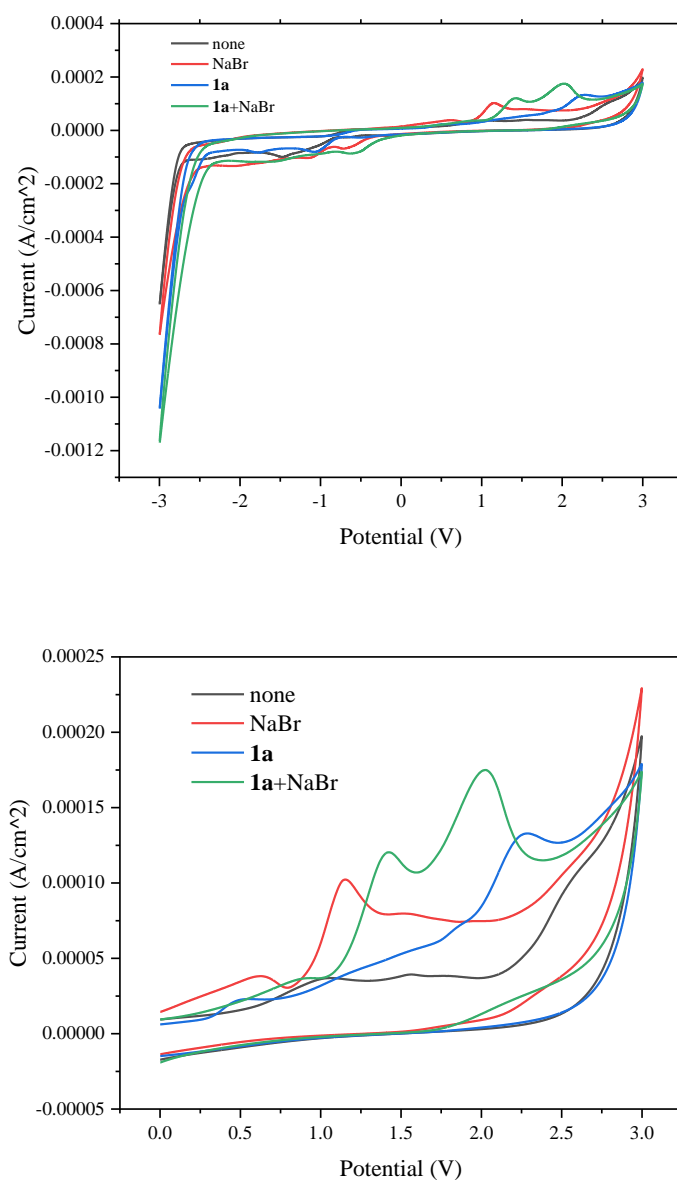 0.0004
0.0002
0.0000
-0.0002
-0.0004
-0.0006
-0.0008
-0.0010
-0.0012
Current (A/cm^2)
none
NaBr
1a
1a+NaBr
-3 -2 -1 0 1 2 3
Potential (V)
0.00025
0.00020
0.00015
0.00010
0.00005
0.00000
-0.00005
Current (A/cm^2)
none
NaBr
1a
1a+NaBr
0.0 0.5 1.0 1.5 2.0 2.5 3.0
Potential (V)